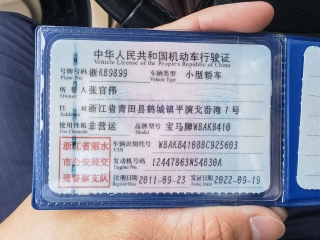 中华人民共和国机动车行驶证
Vehicle License of the People's Republic of China
号牌号码 浙KB9899 车辆类型 小型轿车
Plate No. Vehicle Type
所有人 张官伟
Owner
住址 浙江省青田县鹤城镇平演戈岙湾7号
Address
使用性质 非营运 品牌型号 宝马牌WBAKB410
Use Character Model
浙江省丽水 车辆识别代号 WBAKB4108BC925603
VIN
市公安局交 发动机号码 12447863N54B30A
Engine No.
通警察支队 注册日期 2011-09-23 发证日期 2022-09-19
Register Date Issue Date